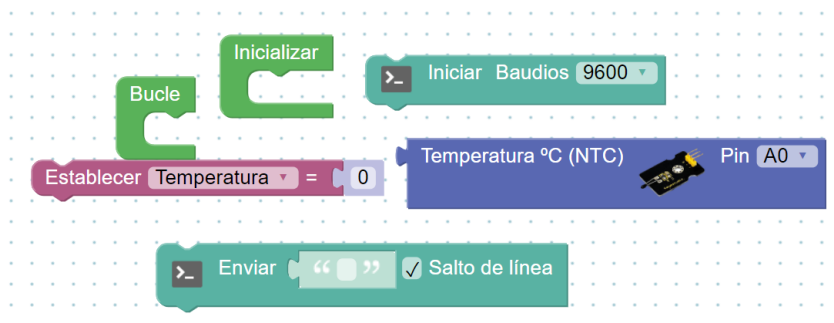 Inicializar
Iniciar Baudios 9600
Bucle
Temperatura ºC (NTC) Pin A0
Establecer Temperatura = 0
Enviar “ ” Salto de línea